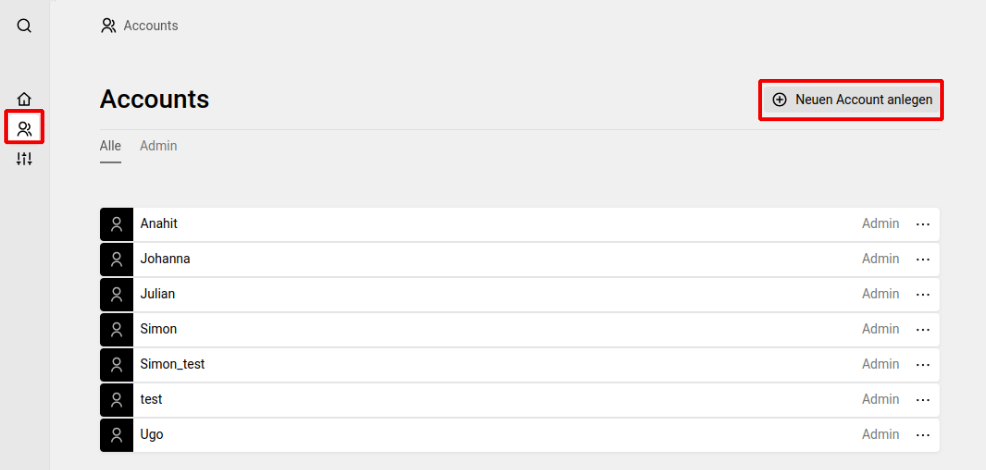 Accounts
Accounts
Neuen Account anlegen
Alle Admin
Anahit Admin
Johanna Admin
Julian Admin
Simon Admin
Simon_test Admin
test Admin
Ugo Admin